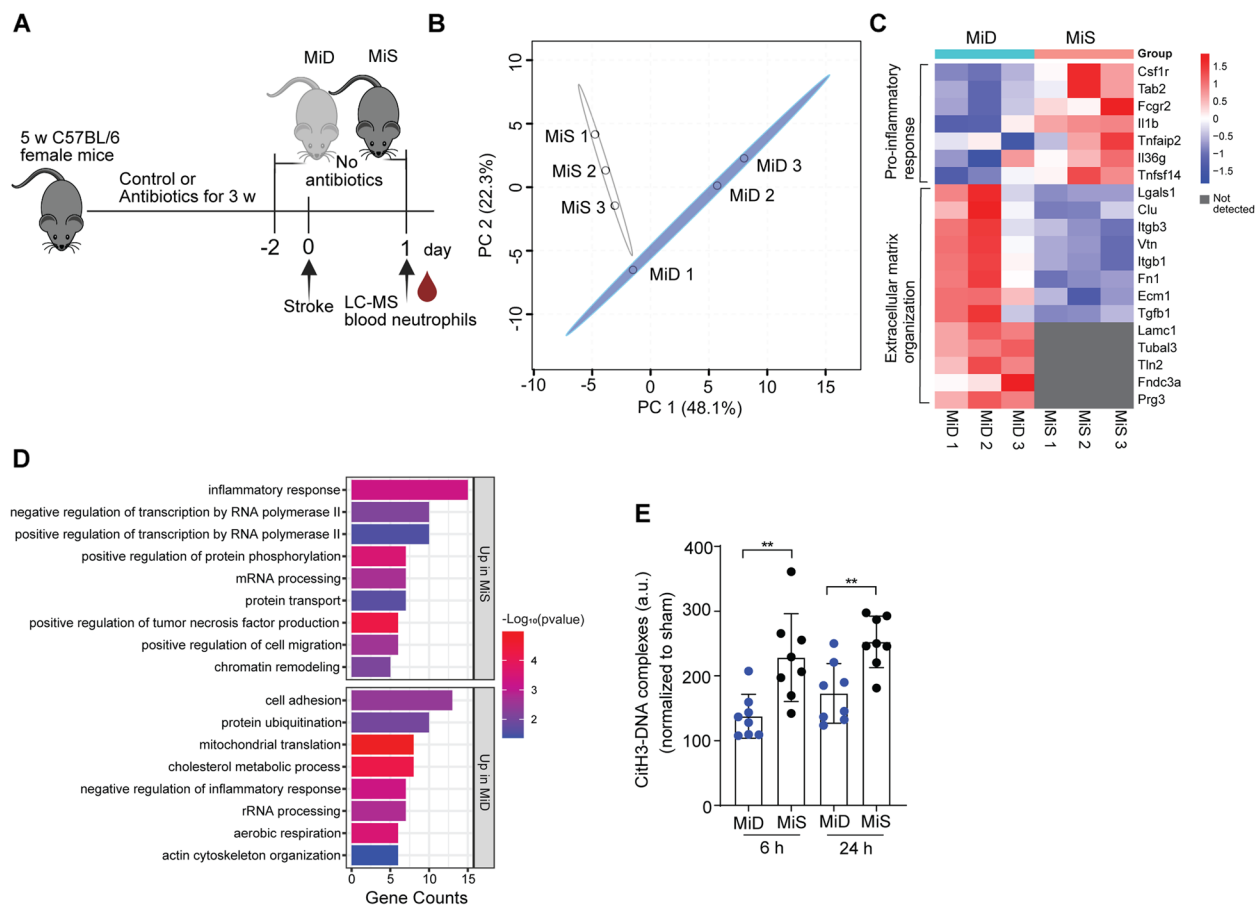 A
MiD
MiS
5 w C57BL/6
female mice
Control or
Antibiotics for 3 w
No
antibiotics
-2
0
1
day
Stroke
LC-MS
blood neutrophils
B
10
5
0
-5
-10
PC 2 (22.3%)
MiS 1
MiS 2
MiS 3
MiD 3
MiD 2
MiD 1
-10
-5
0
5
10
15
PC 1 (48.1%)
C
MiD
MiS
Group
Pro-inflammatory
response
Extracellular matrix
organization
Csf1r
Tab2
Fcgr2
Il1b
Tnfaip2
Il36g
Tnfsf14
Lgals1
Clu
Itgb3
Vtn
Itgb1
Fn1
Ecm1
Tgfb1
Lamc1
Tubal3
Tln2
Fndc3a
Prg3
MiD 1
MiD 2
MiD 3
MiS 1
MiS 2
MiS 3
1.5
1
0.5
0
-0.5
-1
-1.5
Not
detected
D
inflammatory response
negative regulation of transcription by RNA polymerase II
positive regulation of transcription by RNA polymerase II
positive regulation of protein phosphorylation
mRNA processing
protein transport
positive regulation of tumor necrosis factor production
positive regulation of cell migration
chromatin remodeling
Up in MiS
cell adhesion
protein ubiquitination
mitochondrial translation
cholesterol metabolic process
negative regulation of inflammatory response
rRNA processing
aerobic respiration
actin cytoskeleton organization
Up in MiD
0
5
10
15
Gene Counts
-Log₁₀(pvalue)
4
3
2
E
CitH3-DNA complexes (a.u.)
(normalized to sham)
400
300
200
100
0
**
**
MiD
MiS
MiD
MiS
6 h
24 h